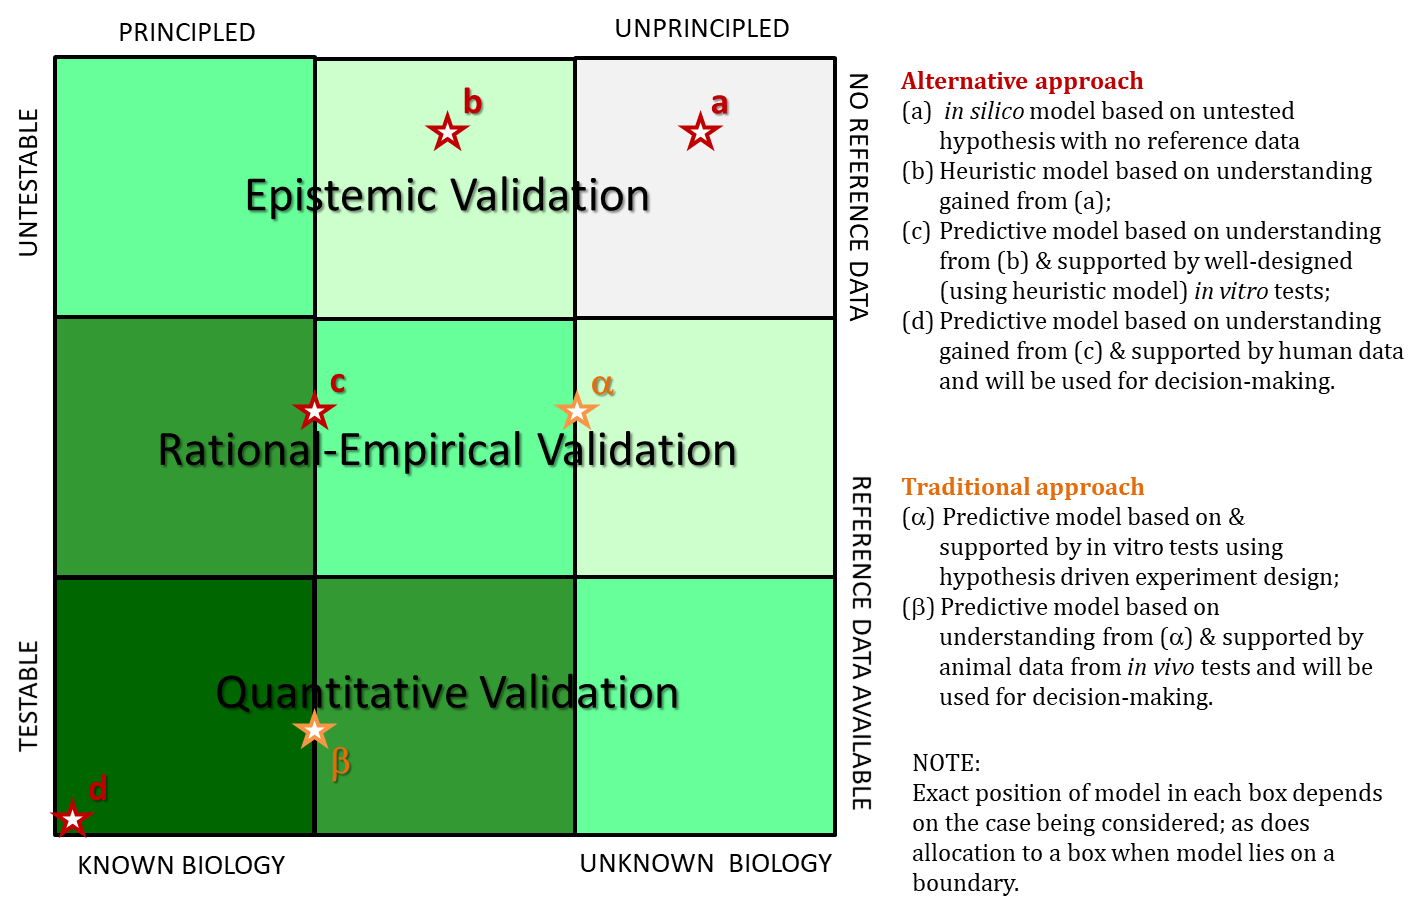 PRINCIPLED
UNPRINCIPLED
UNTESTABLE
TESTABLE
b
a
Epistemic Validation
c
α
Rational-Empirical Validation
Quantitative Validation
β
d
KNOWN BIOLOGY
UNKNOWN BIOLOGY
NO REFERENCE DATA
REFERENCE DATA AVAILABLE
Alternative approach
(a) in silico model based on untested
hypothesis with no reference data
(b) Heuristic model based on understanding
gained from (a);
(c) Predictive model based on understanding
from (b) & supported by well-designed
(using heuristic model) in vitro tests;
(d) Predictive model based on understanding
gained from (c) & supported by human data
and will be used for decision-making.
Traditional approach
(α) Predictive model based on &
supported by in vitro tests using
hypothesis driven experiment design;
(β) Predictive model based on
understanding from (α) & supported by
animal data from in vivo tests and will be
used for decision-making.
NOTE:
Exact position of model in each box depends
on the case being considered; as does
allocation to a box when model lies on a
boundary.